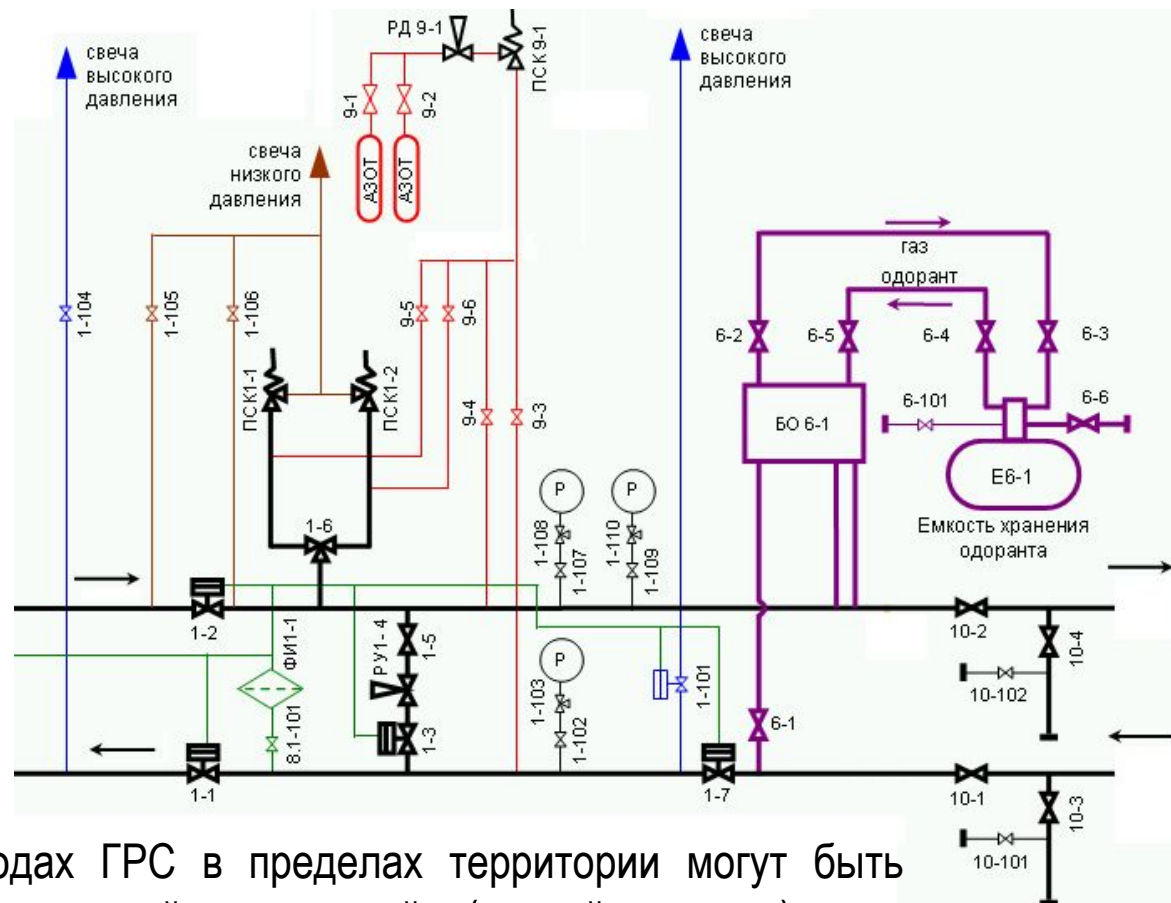 свеча
высокого
давления
РД 9-1
ПСК9-1
свеча
высокого
давления
9-1
9-2
АЗОТ
АЗОТ
свеча
низкого
давления
газ
одорант
1-104
1-105
1-106
9-5
9-6
6-2
6-5
6-4
6-3
ПСК1-1
ПСК1-2
9-4
9-3
БО 6-1
6-101
6-6
Е6-1
Емкость хранения
одоранта
1-6
1-108
1-107
P
1-110
1-109
P
1-2
ФИ1-1
РУ1-4
1-5
1-103
1-102
P
1-101
10-2
10-4
10-102
8.1-101
1-3
6-1
1-1
1-7
10-1
10-3
10-101
одах ГРС в пределах территории могут быть